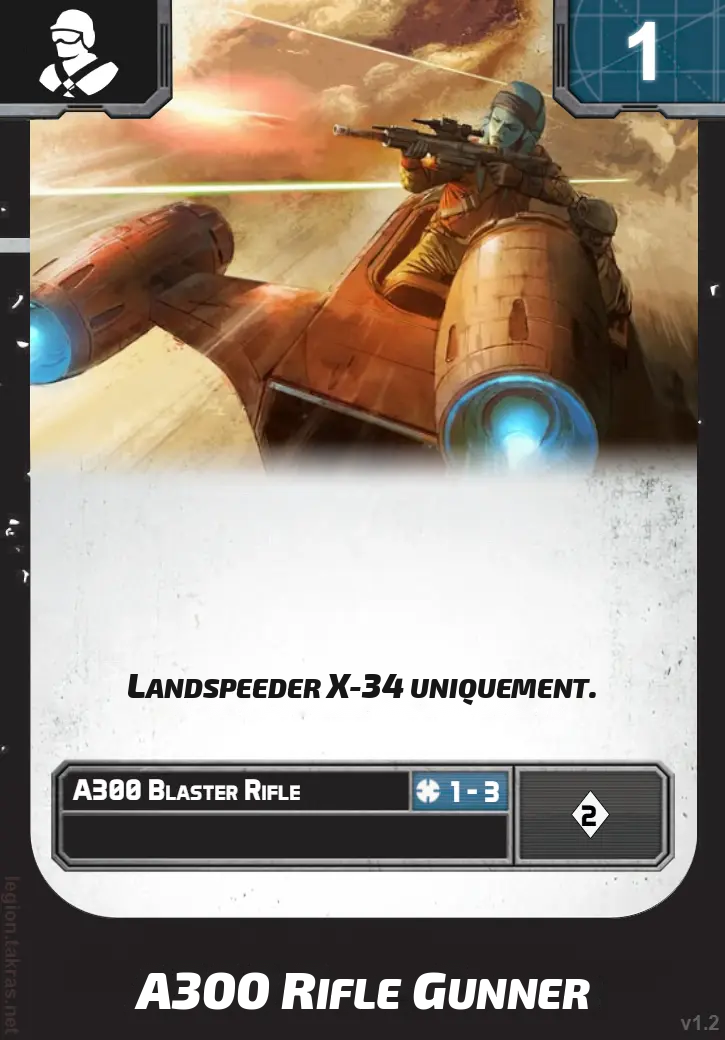 1
Landspeeder X-34 uniquement.
A300 Blaster Rifle 1 - 3
2
legion.takras.net
A300 Rifle Gunner
v1.2